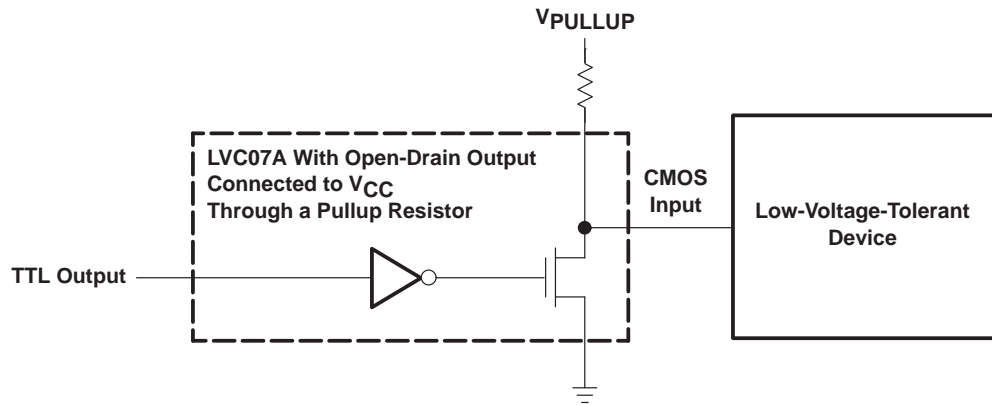 VPULLUP
LVC07A With Open-Drain Output
Connected to VCC
Through a Pullup Resistor
CMOS
Input
Low-Voltage-Tolerant
Device
TTL Output